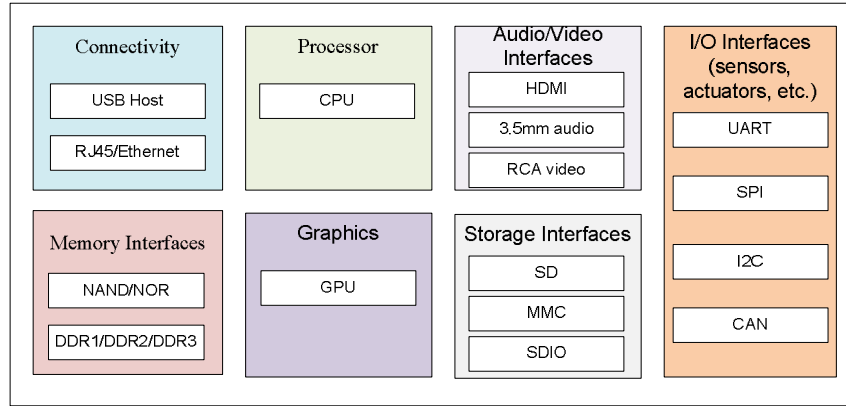 Connectivity
USB Host
RJ45/Ethernet
Processor
CPU
Audio/Video
Interfaces
HDMI
3.5mm audio
RCA video
I/O Interfaces
(sensors,
actuators, etc.)
UART
SPI
I2C
CAN
Memory Interfaces
NAND/NOR
DDR1/DDR2/DDR3
Graphics
GPU
Storage Interfaces
SD
MMC
SDIO